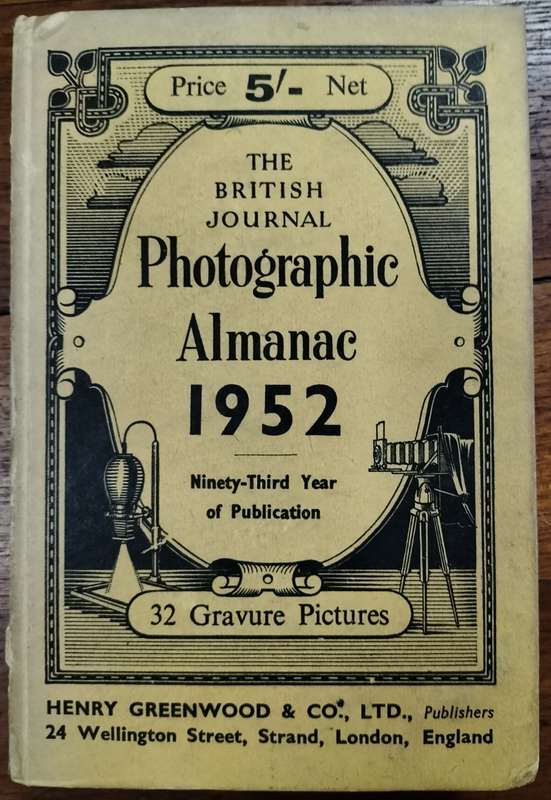 Price 5/- Net
THE
BRITISH
JOURNAL
Photographic
Almanac
1952
Ninety-Third Year
of Publication
32 Gravure Pictures
HENRY GREENWOOD & CO., LTD., Publishers
24 Wellington Street, Strand, London, England